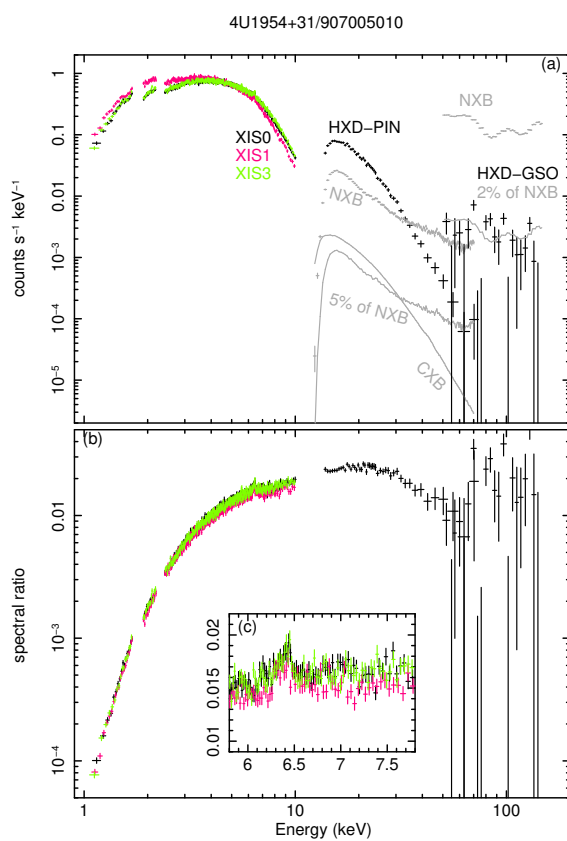 4U1954+31/907005010
(a)
1
0.1
0.01
10⁻³
10⁻⁴
10⁻⁵
counts s⁻¹ keV⁻¹
XIS0
XIS1
XIS3
HXD−PIN
NXB
NXB
HXD−GSO
2% of NXB
5% of NXB
CXB
(b)
0.01
10⁻³
10⁻⁴
spectral ratio
(c)
0.02
0.015
0.01
6
6.5
7
7.5
1
10
100
Energy (keV)